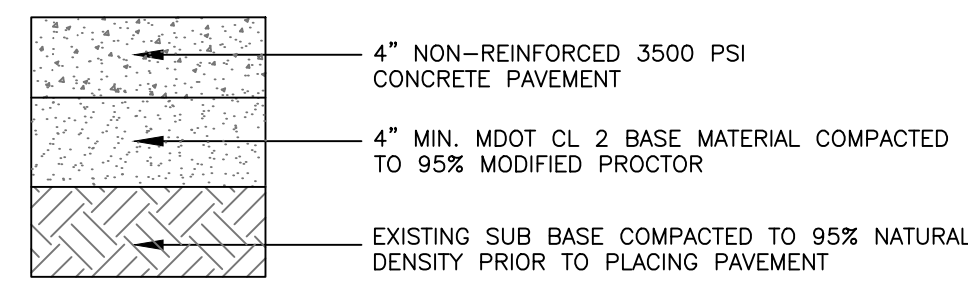 4” NON-REINFORCED 3500 PSI
CONCRETE PAVEMENT
4” MIN. MDOT CL 2 BASE MATERIAL COMPACTED
TO 95% MODIFIED PROCTOR
EXISTING SUB BASE COMPACTED TO 95% NATURAL
DENSITY PRIOR TO PLACING PAVEMENT